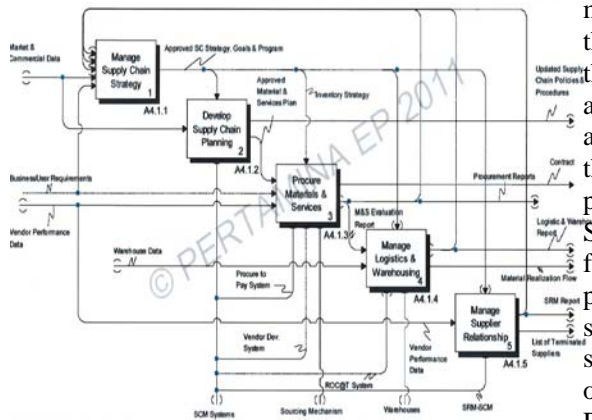 Market &
Commercial Data
Manage
Supply Chain
Strategy
1
A4.1.1
Approved SC Strategy, Goals & Program
Develop
Supply Chain
Planning
2
A4.1.2
Approved
Material &
Services Plan
Inventory Strategy
Updated Supply
Chain Policies &
Procedures
Contract
Business/User Requirements
Vendor Performance
Data
Procure
Materials &
Services
3
A4.1.3
Procurement Reports
M&S Evaluation
Report
Warehouse Data
Manage
Logistics &
Warehousing
4
A4.1.4
Logistic & Wareho
Report
Material Realization Flow
Procure to
Pay System
Vendor Dev.
System
ROC@T System
Vendor
Performance
Data
Manage
Supplier
Relationship
5
A4.1.5
SRM Report
List of Terminated
Suppliers
SCM Systems
Sourcing Mechanism
Warehouses
SRM-SCM
© PERTAMINA EP 2011